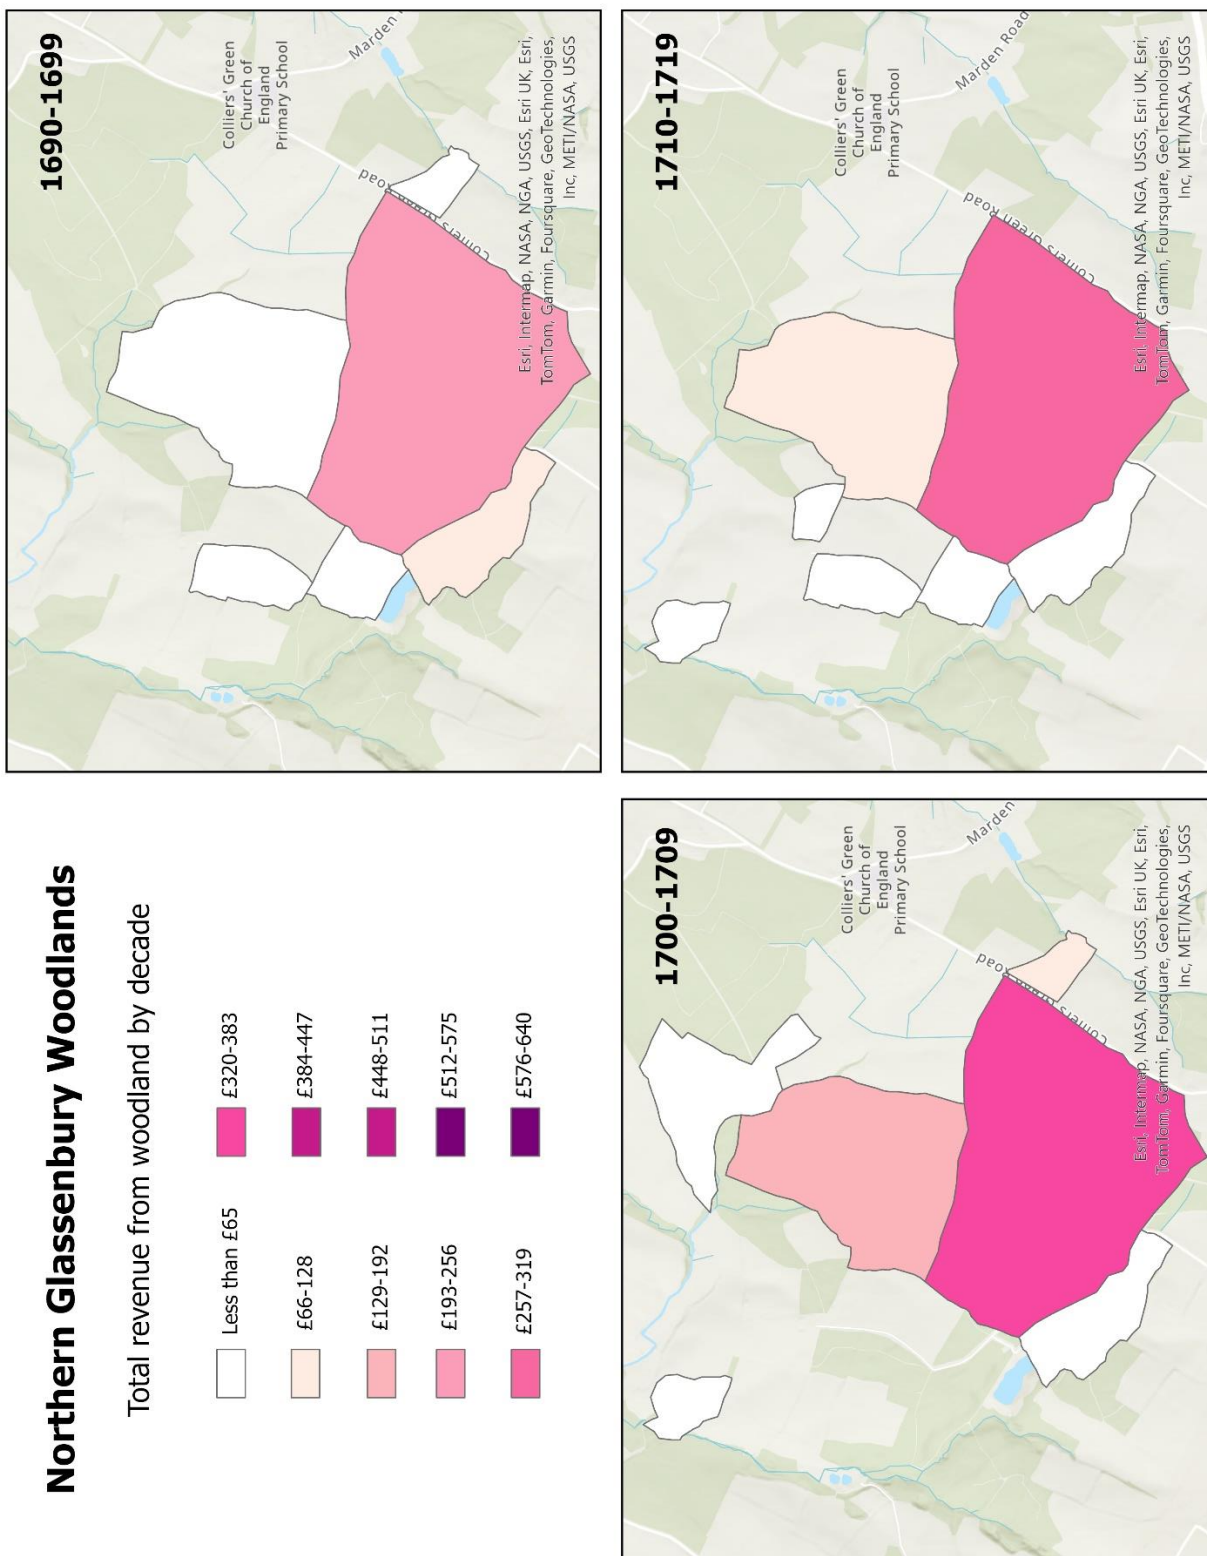 Northern Glassenbury Woodlands
Total revenue from woodland by decade
Less than £65
£66-128
£129-192
£193-256
£257-319
£320-383
£384-447
£448-511
£512-575
£576-640
1690-1699
Colliers' Green
Church of
England
Primary School
Marden
Road
Esri, Intermap, NASA, NGA, USGS, Esri UK, Esri,
TomTom, Garmin, Foursquare, GeoTechnologies,
Inc, METI/NASA, USGS
1700-1709
Colliers' Green
Church of
England
Primary School
Marden
Road
Esri, Intermap, NASA, NGA, USGS, Esri UK, Esri,
TomTom, Garmin, Foursquare, GeoTechnologies,
Inc, METI/NASA, USGS
1710-1719
Colliers' Green
Church of
England
Primary School
Marden Road
Colliers Green Road
Esri, Intermap, NASA, NGA, USGS, Esri UK, Esri,
TomTom, Garmin, Foursquare, GeoTechnologies,
Inc, METI/NASA, USGS